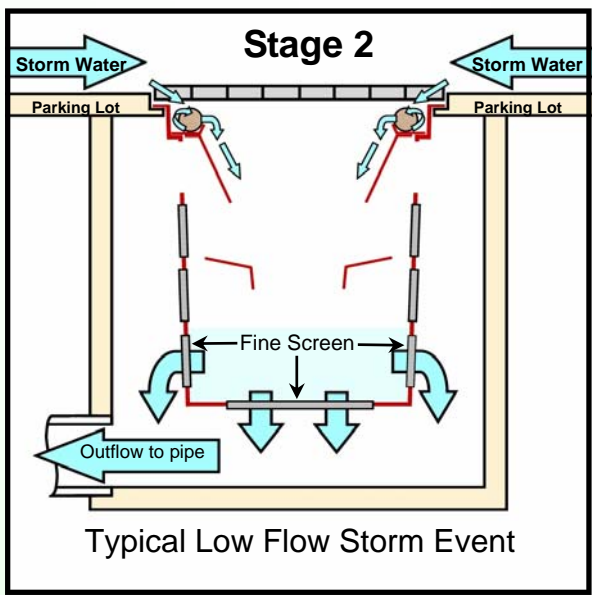 Stage 2
Storm Water
Storm Water
Parking Lot
Parking Lot
Fine Screen
Outflow to pipe
Typical Low Flow Storm Event